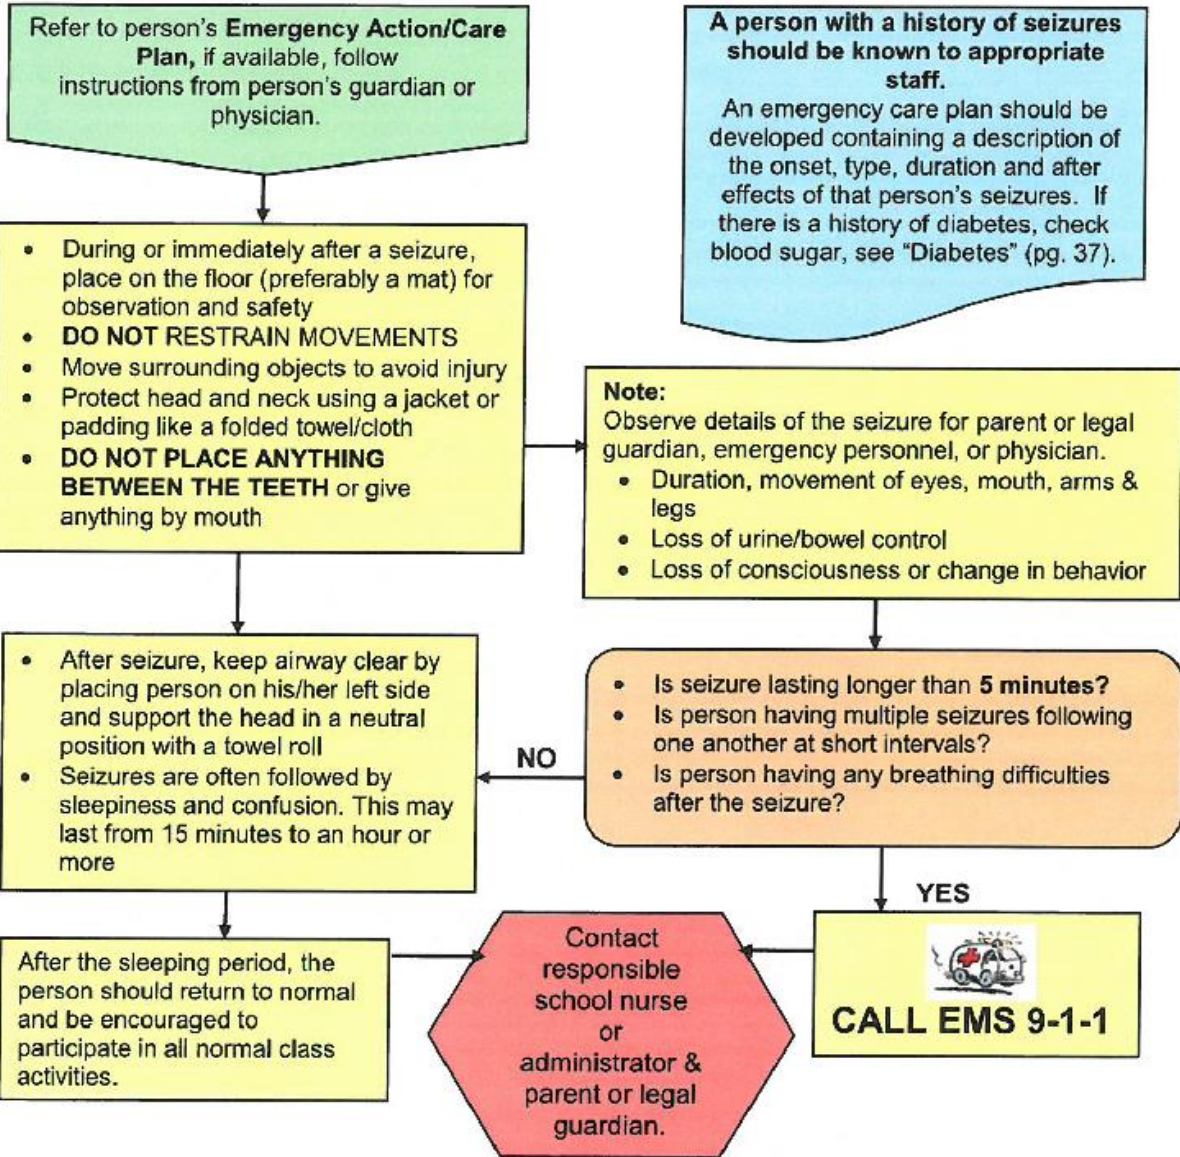 Refer to person's Emergency Action/Care
Plan, if available, follow
instructions from person's guardian or
physician.
A person with a history of seizures
should be known to appropriate
staff.
An emergency care plan should be
developed containing a description of
the onset, type, duration and after
effects of that person's seizures. If
there is a history of diabetes, check
blood sugar, see "Diabetes" (pg. 37).
• During or immediately after a seizure,
place on the floor (preferably a mat) for
observation and safety
• DO NOT RESTRAIN MOVEMENTS
• Move surrounding objects to avoid injury
• Protect head and neck using a jacket or
padding like a folded towel/cloth
• DO NOT PLACE ANYTHING
BETWEEN THE TEETH or give
anything by mouth
Note:
Observe details of the seizure for parent or legal
guardian, emergency personnel, or physician.
• Duration, movement of eyes, mouth, arms &
legs
• Loss of urine/bowel control
• Loss of consciousness or change in behavior
• After seizure, keep airway clear by
placing person on his/her left side
and support the head in a neutral
position with a towel roll
• Seizures are often followed by
sleepiness and confusion. This may
last from 15 minutes to an hour or
more
NO
• Is seizure lasting longer than 5 minutes?
• Is person having multiple seizures following
one another at short intervals?
• Is person having any breathing difficulties
after the seizure?
YES
After the sleeping period, the
person should return to normal
and be encouraged to
participate in all normal class
activities.
Contact
responsible
school nurse
or
administrator &
parent or legal
guardian.
CALL EMS 9-1-1